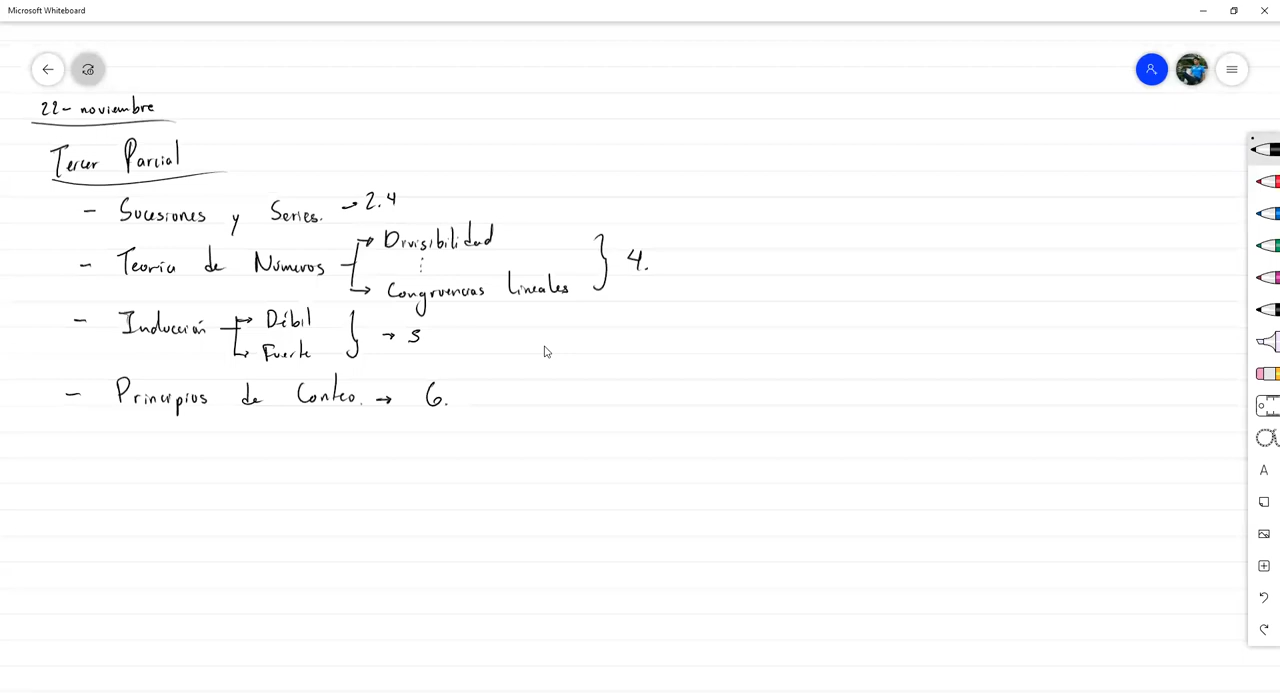 Microsoft Whiteboard
22- noviembre
Tercer Parcial
- Sucesiones y Series. → 2.4
- Teoría de Números → Divisibilidad
⋮
→ Congruencias Lineales } 4.
- Inducción → Débil
→ Fuerte } → 5
- Principios de Conteo. → 6.
A